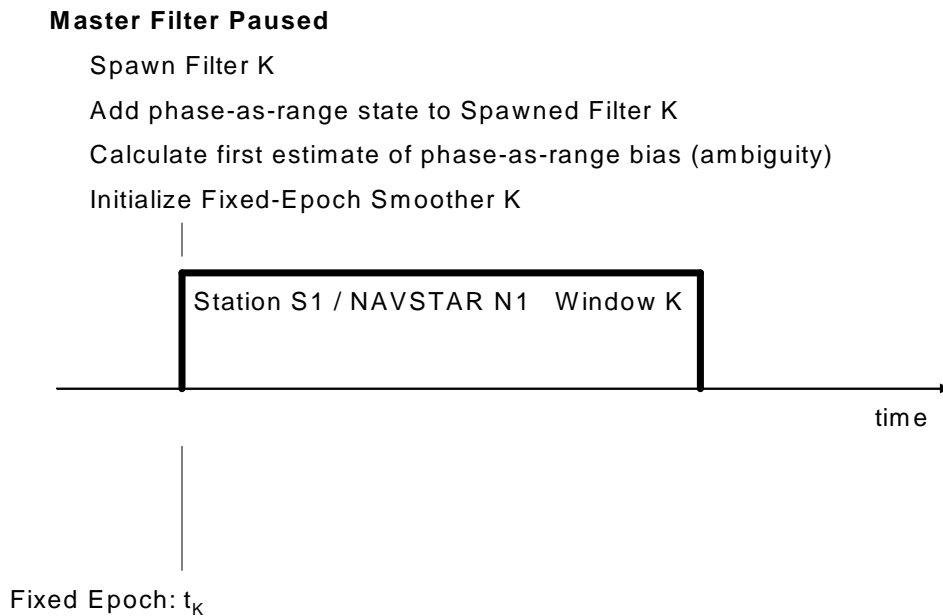 Master Filter Paused
Spawn Filter K
Add phase-as-range state to Spawned Filter K
Calculate first estimate of phase-as-range bias (ambiguity)
Initialize Fixed-Epoch Smoother K
Station S1 / NAVSTAR N1 Window K
time
Fixed Epoch: tK